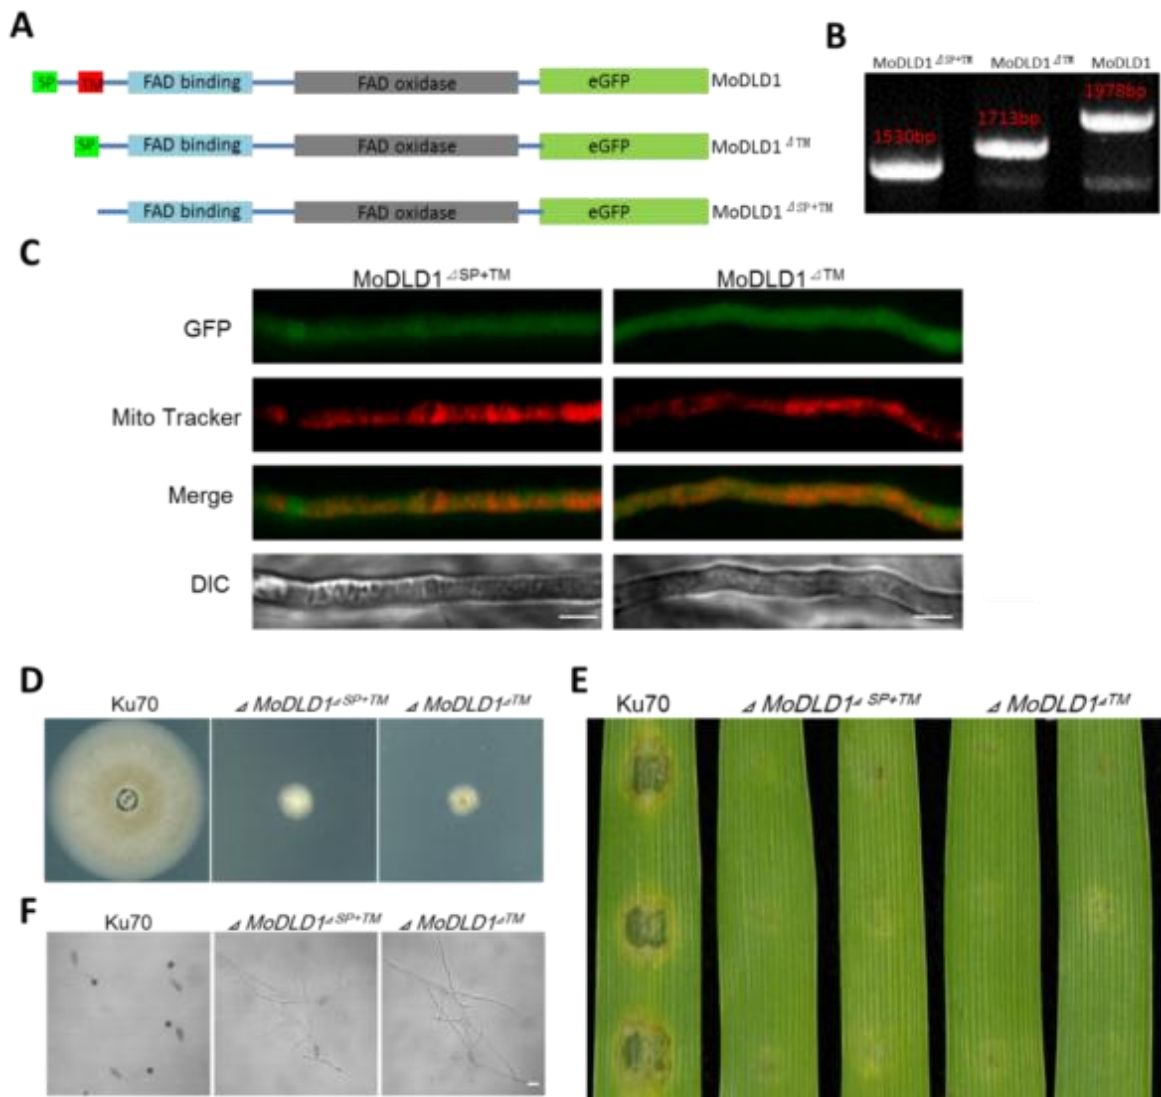 A
SP TM FAD binding FAD oxidase eGFP MoDLD1
SP FAD binding FAD oxidase eGFP MoDLD1 ⊿TM
FAD binding FAD oxidase eGFP MoDLD1 ⊿SP+TM
B
MoDLD1 ⊿SP+TM MoDLD1 ⊿TM MoDLD1
1530bp 1713bp 1978bp
C
MoDLD1 ⊿SP+TM MoDLD1 ⊿TM
GFP
Mito Tracker
Merge
DIC
D
Ku70 ⊿ MoDLD1⊿SP+TM ⊿ MoDLD1⊿TM
E
Ku70 ⊿ MoDLD1⊿ SP+TM ⊿ MoDLD1⊿TM
F
Ku70 ⊿ MoDLD1⊿SP+TM ⊿ MoDLD1⊿TM